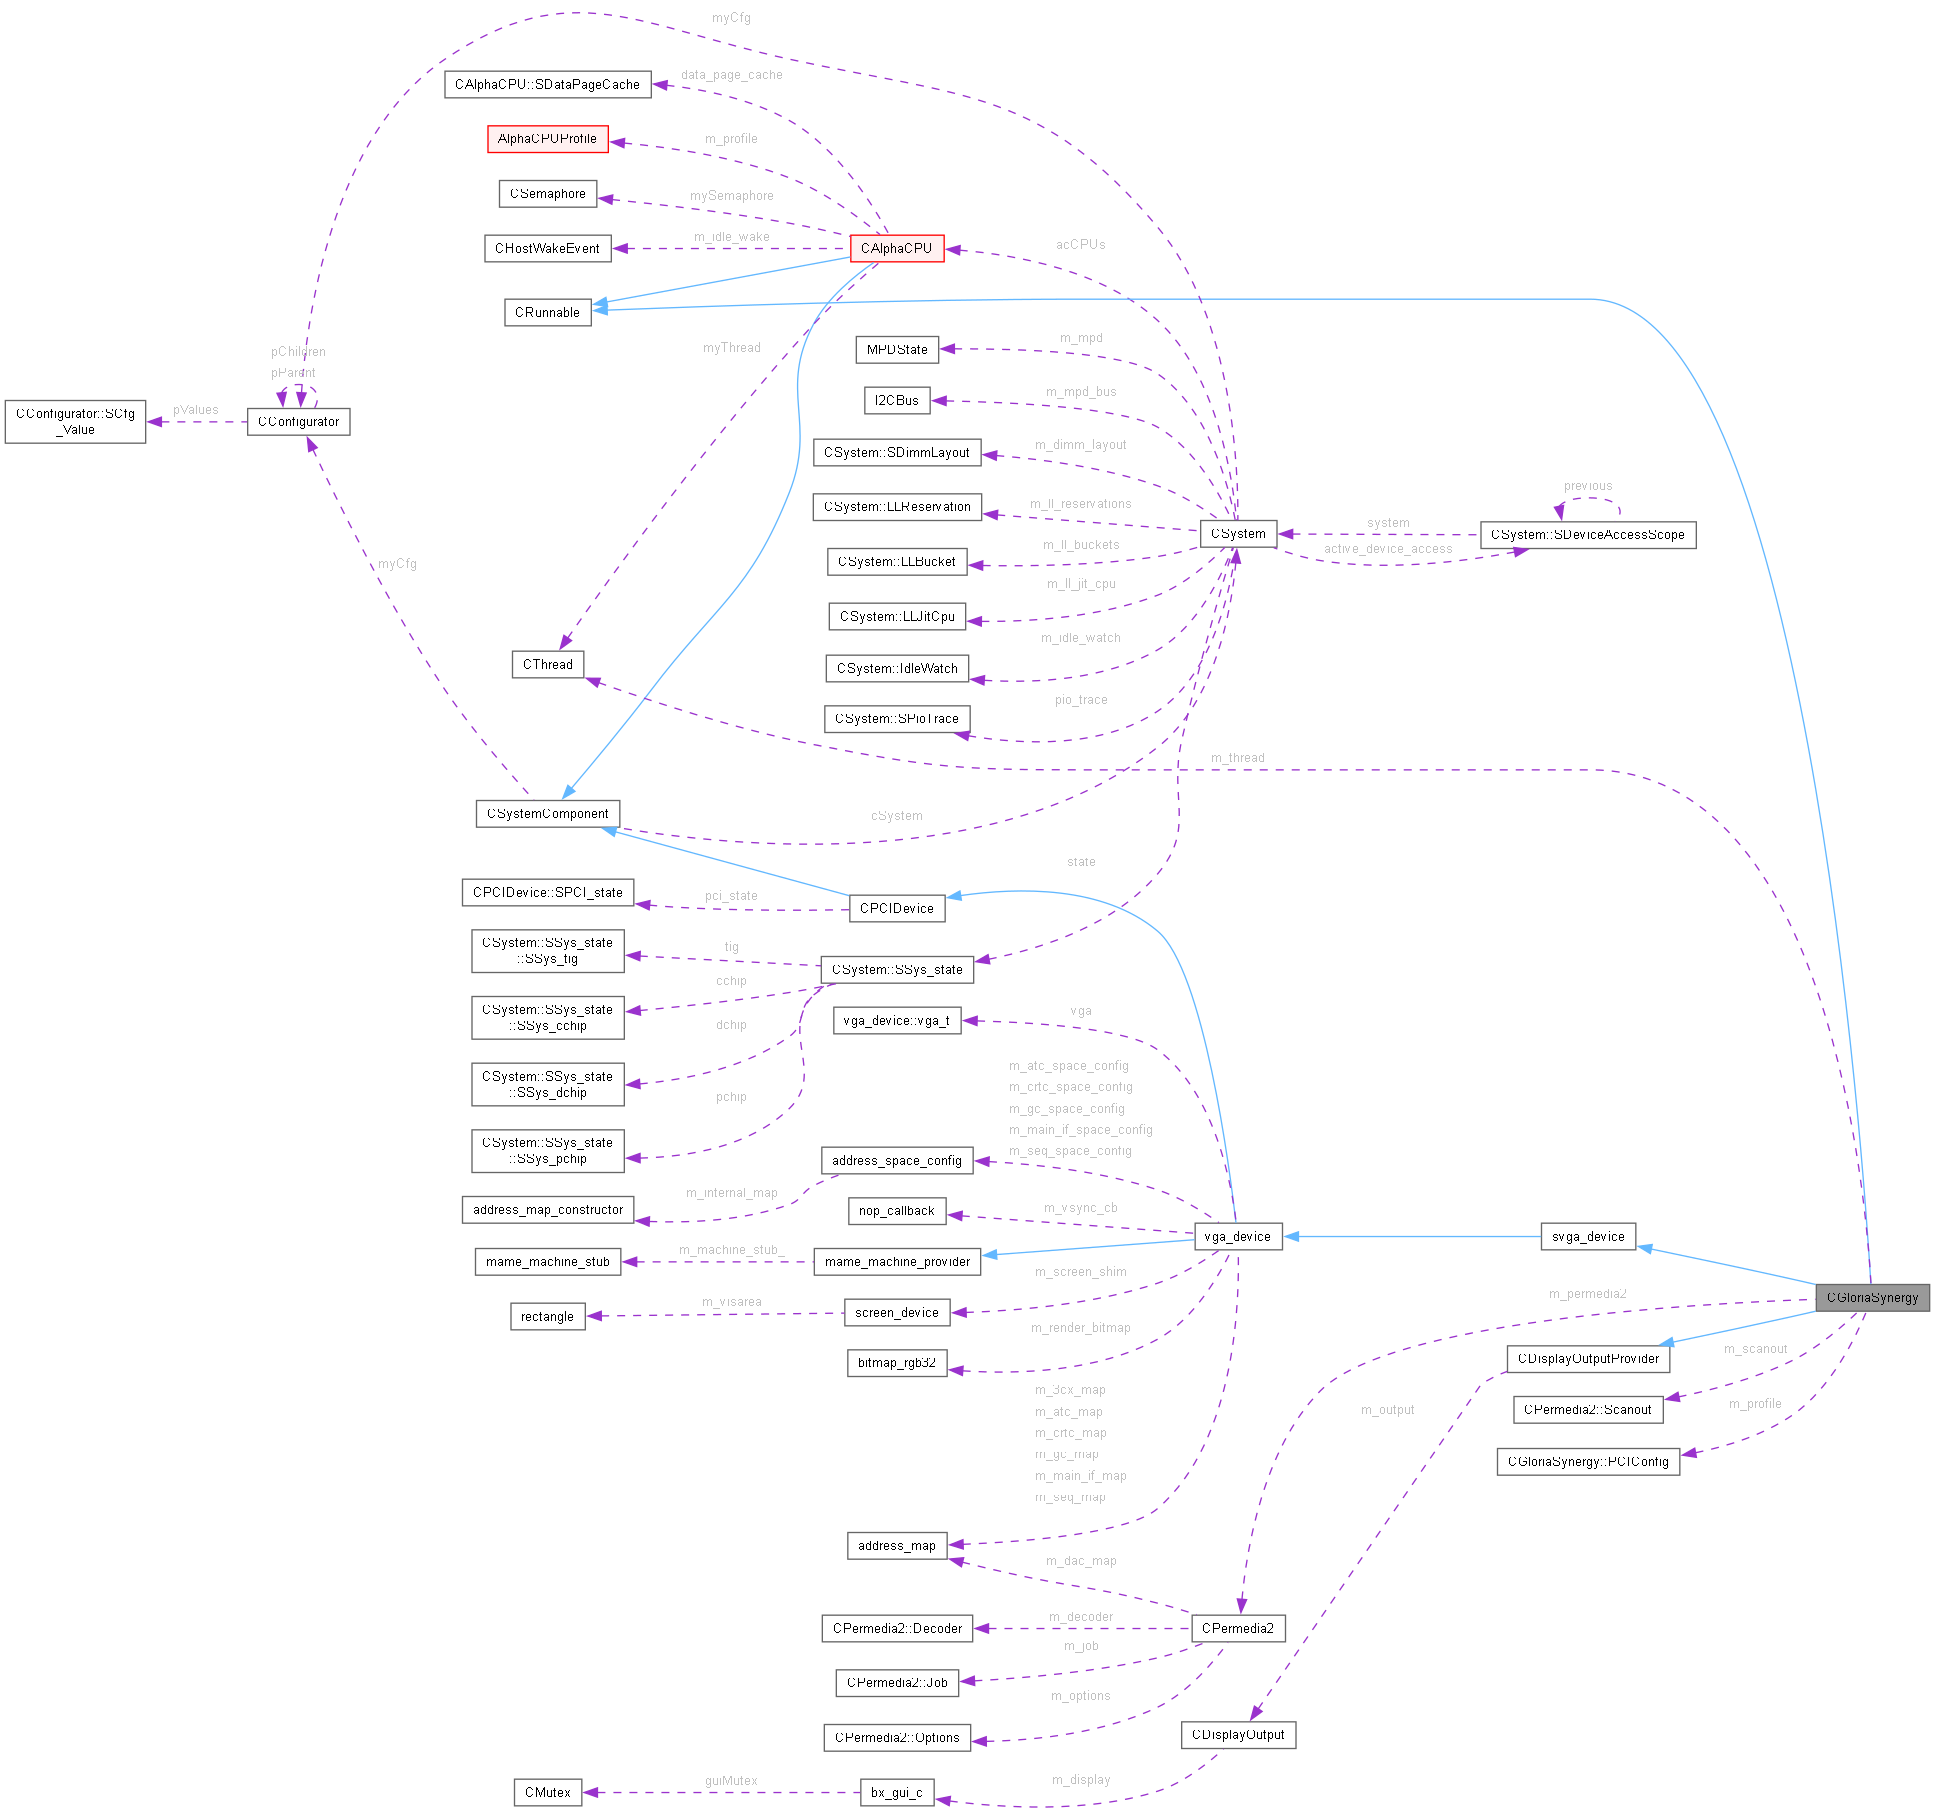 myCfg
CAlphaCPU::SDataPageCache
data_page_cache
AlphaCPUProfile
m_profile
CSemaphore
mySemaphore
CHostWakeEvent
m_idle_wake
CAlphaCPU
acCPUs
CRunnable
MPDState
m_mpd
myThread
pChildren
pParent
I2CBus
m_mpd_bus
CConfigurator::SCfg
_Value
pValues
CConfigurator
CSystem::SDimmLayout
m_dimm_layout
previous
CSystem::LLReservation
m_ll_reservations
CSystem
system
CSystem::SDeviceAccessScope
active_device_access
CSystem::LLBucket
m_ll_buckets
myCfg
CSystem::LLJitCpu
m_ll_jit_cpu
CThread
CSystem::IdleWatch
m_idle_watch
CSystem::SPioTrace
pio_trace
m_thread
CSystemComponent
cSystem
state
CPCIDevice::SPCI_state
pci_state
CPCIDevice
CSystem::SSys_state
::SSys_tig
tig
CSystem::SSys_state
cchip
CSystem::SSys_state
::SSys_cchip
dchip
vga_device::vga_t
vga
CSystem::SSys_state
::SSys_dchip
pchip
m_atc_space_config
m_crtc_space_config
m_gc_space_config
m_main_if_space_config
m_seq_space_config
CSystem::SSys_state
::SSys_pchip
address_space_config
address_map_constructor
m_internal_map
nop_callback
m_vsync_cb
vga_device
svga_device
mame_machine_stub
m_machine_stub_
mame_machine_provider
m_screen_shim
CGloriaSynergy
m_permedia2
rectangle
m_visarea
screen_device
m_render_bitmap
bitmap_rgb32
CDisplayOutputProvider
m_scanout
m_3cx_map
m_atc_map
m_crtc_map
m_gc_map
m_main_if_map
m_seq_map
m_output
CPermedia2::Scanout
m_profile
CGloriaSynergy::PCIConfig
address_map
m_dac_map
CPermedia2::Decoder
m_decoder
CPermedia2
m_job
CPermedia2::Job
m_options
CPermedia2::Options
CDisplayOutput
CMutex
guiMutex
bx_gui_c
m_display